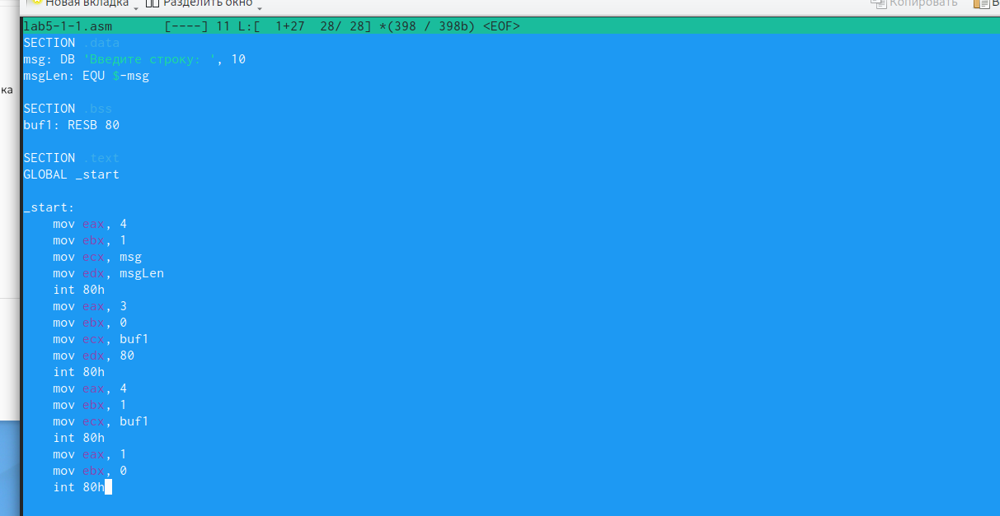 Новая вкладка Разделить окно Копировать В
lab5-1-1.asm [----] 11 L:[ 1+27 28/ 28] *(398 / 398b) <EOF>
SECTION .data
msg: DB 'Введите строку: ', 10
msgLen: EQU $-msg
ка
SECTION .bss
buf1: RESB 80
SECTION .text
GLOBAL _start
_start:
mov eax, 4
mov ebx, 1
mov ecx, msg
mov edx, msgLen
int 80h
mov eax, 3
mov ebx, 0
mov ecx, buf1
mov edx, 80
int 80h
mov eax, 4
mov ebx, 1
mov ecx, buf1
int 80h
mov eax, 1
mov ebx, 0
int 80h